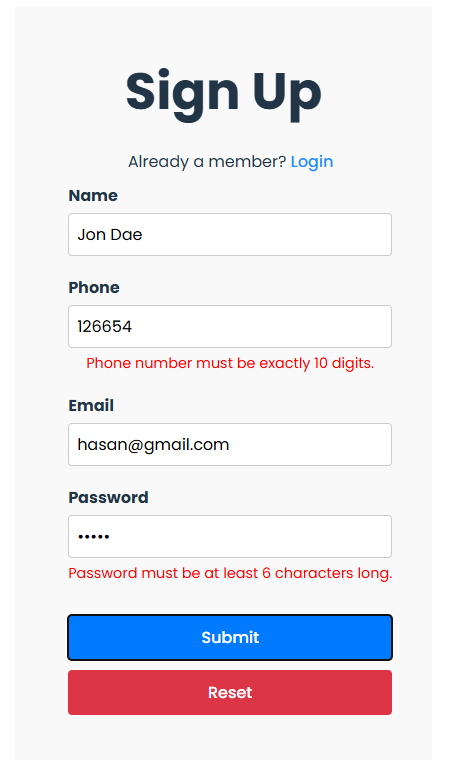 Sign Up
Already a member? Login
Name
Jon Dae
Phone
126654
Phone number must be exactly 10 digits.
Email
hasan@gmail.com
Password
•••••
Password must be at least 6 characters long.
Submit
Reset